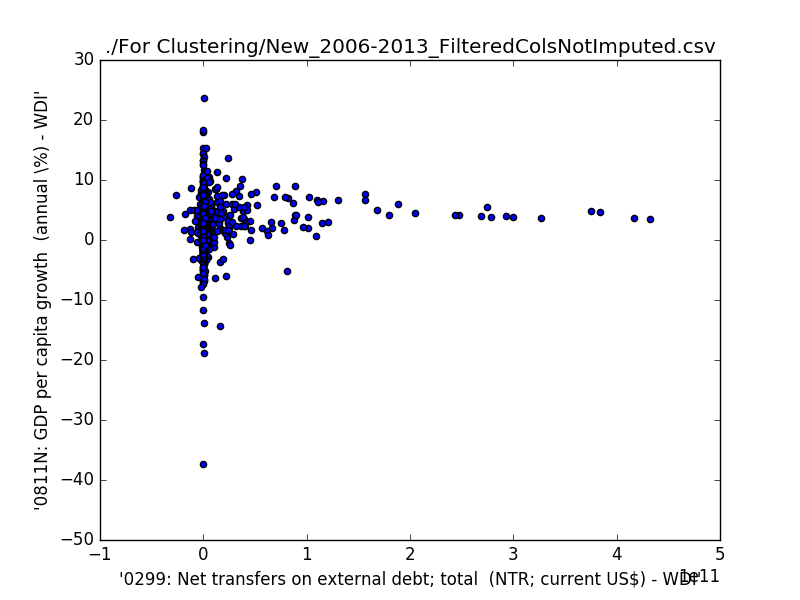 ./For Clustering/New_2006-2013_FilteredColsNotImputed.csv
30
20
10
0
−10
−20
−30
−40
−50
'0811N: GDP per capita growth (annual \%) - WDI'
−1 0 1 2 3 4 5
1e11
'0299: Net transfers on external debt; total (NTR; current US$) - WDI'